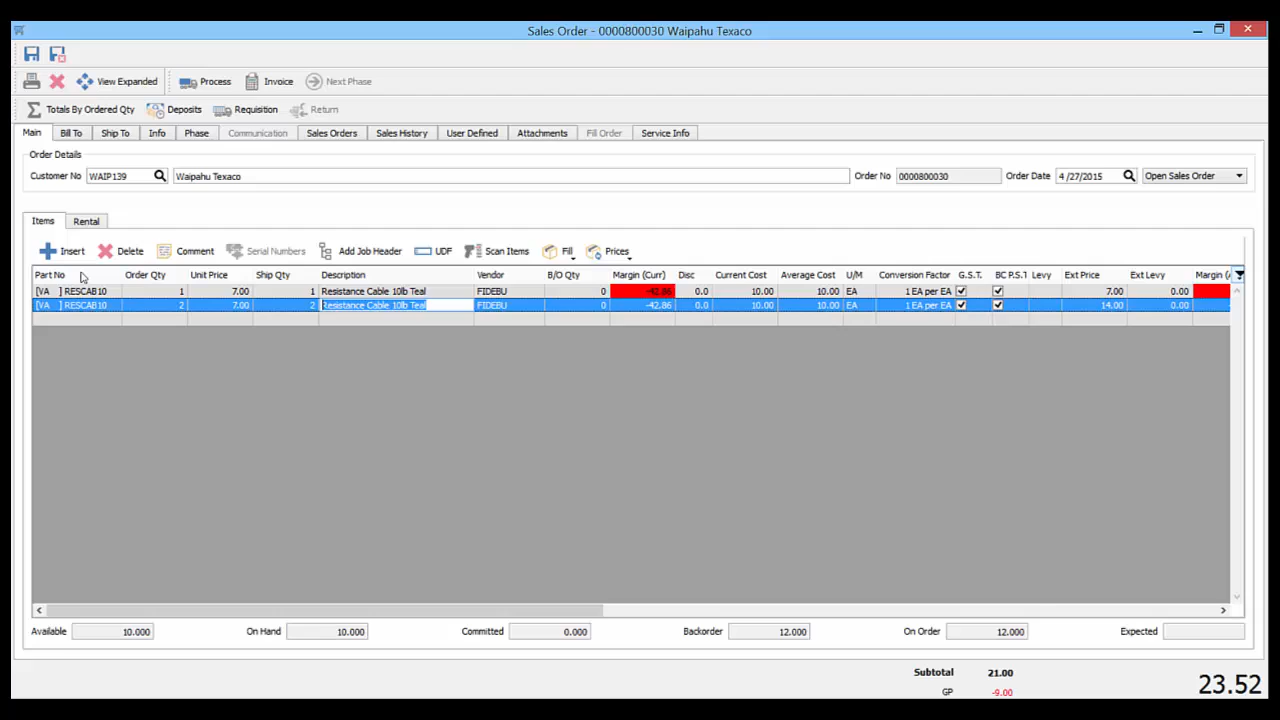 Sales Order - 0000800030 Waipahu Texaco
View Expanded Process Invoice Next Phase
Totals By Ordered Qty Deposits Requisition Return
Main Bill To Ship To Info Phase Communication Sales Orders Sales History User Defined Attachments Fill Order Service Info
Order Details
Customer No WAIP139 Waipahu Texaco Order No 0000800030 Order Date 4 /27/2015 Open Sales Order
Items Rental
Insert Delete Comment Serial Numbers Add Job Header UDF Scan Items Fill Prices
Part No Order Qty Unit Price Ship Qty Description Vendor B/O Qty Margin (Curr) Disc Current Cost Average Cost U/M Conversion Factor G.S.T. BC P.S.T Levy Ext Price Ext Levy Margin (A
[VA ] RESCAB10 1 7.00 1 Resistance Cable 10lb Teal FIDEBU 0 -42.86 0.0 10.00 10.00 EA 1 EA per EA 7.00 0.00
[VA ] RESCAB10 2 7.00 2 Resistance Cable 10lb Teal FIDEBU 0 -42.86 0.0 10.00 10.00 EA 1 EA per EA 14.00 0.00
Available 10.000 On Hand 10.000 Committed 0.000 Backorder 12.000 On Order 12.000 Expected
Subtotal 21.00
GP -9.00
23.52